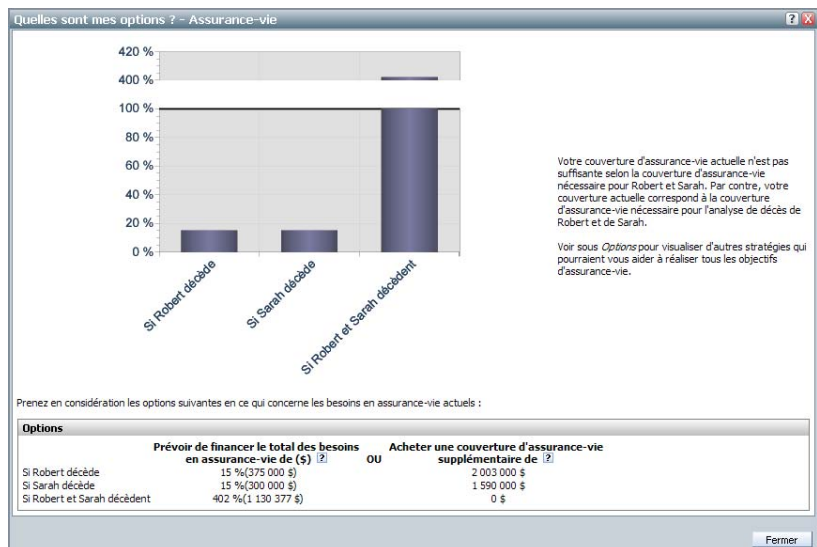 Quelles sont mes options ? - Assurance-vie
420 %
400 %
100 %
80 %
60 %
40 %
20 %
0 %
Si Robert décède
Si Sarah décède
Si Robert et Sarah décèdent
Votre couverture d'assurance-vie actuelle n'est pas
suffisante selon la couverture d'assurance-vie
nécessaire pour Robert et Sarah. Par contre, votre
couverture actuelle correspond à la couverture
d'assurance-vie nécessaire pour l'analyse de décès de
Robert et de Sarah.
Voir sous Options pour visualiser d'autres stratégies qui
pourraient vous aider à réaliser tous les objectifs
d'assurance-vie.
Prenez en considération les options suivantes en ce qui concerne les besoins en assurance-vie actuels :
Options
Prévoir de financer le total des besoins
en assurance-vie de ($) ?
OU
Acheter une couverture d'assurance-vie
supplémentaire de ?
Si Robert décède 15 %(375 000 $) 2 003 000 $
Si Sarah décède 15 %(300 000 $) 1 590 000 $
Si Robert et Sarah décèdent 402 %(1 130 377 $) 0 $
Fermer